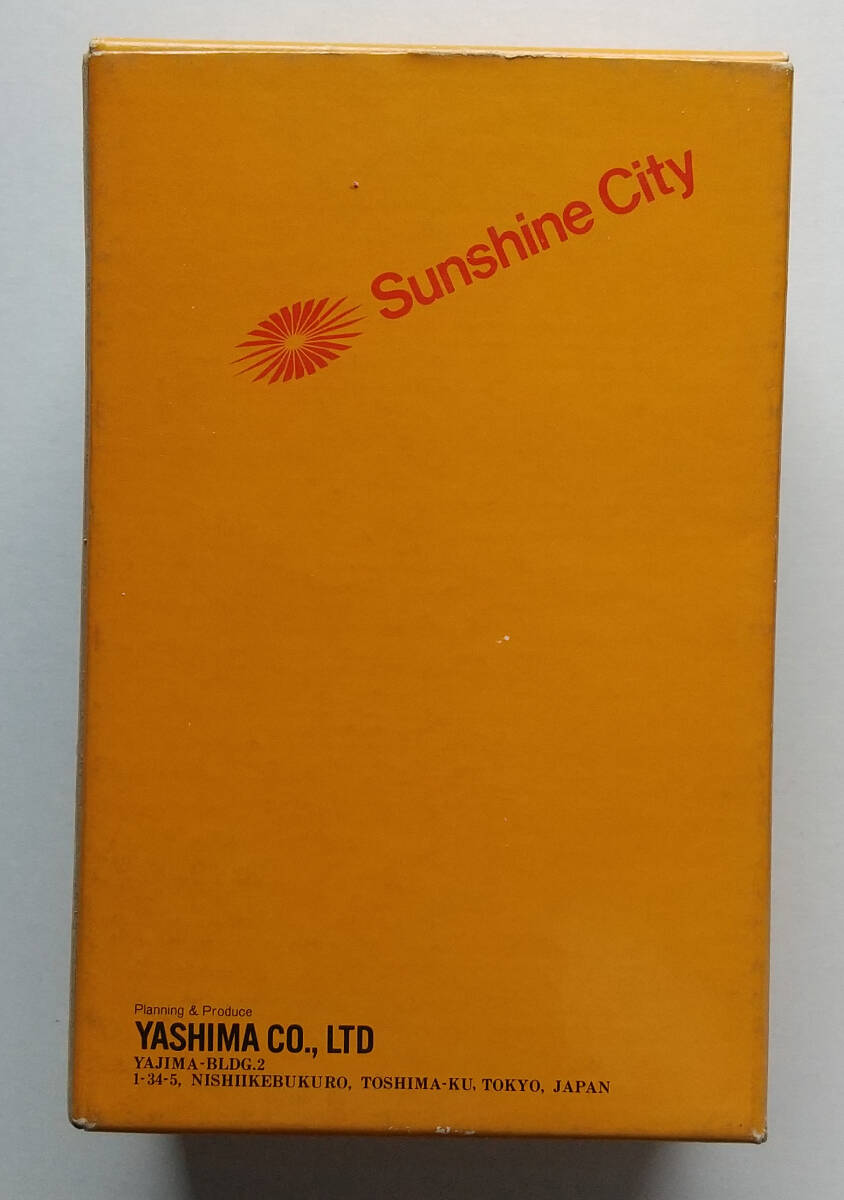 Sunshine City
Planning & Produce
YASHIMA CO., LTD
YAJIMA-BLDG.2
1-34-5, NISHIIKEBUKURO, TOSHIMA-KU, TOKYO, JAPAN